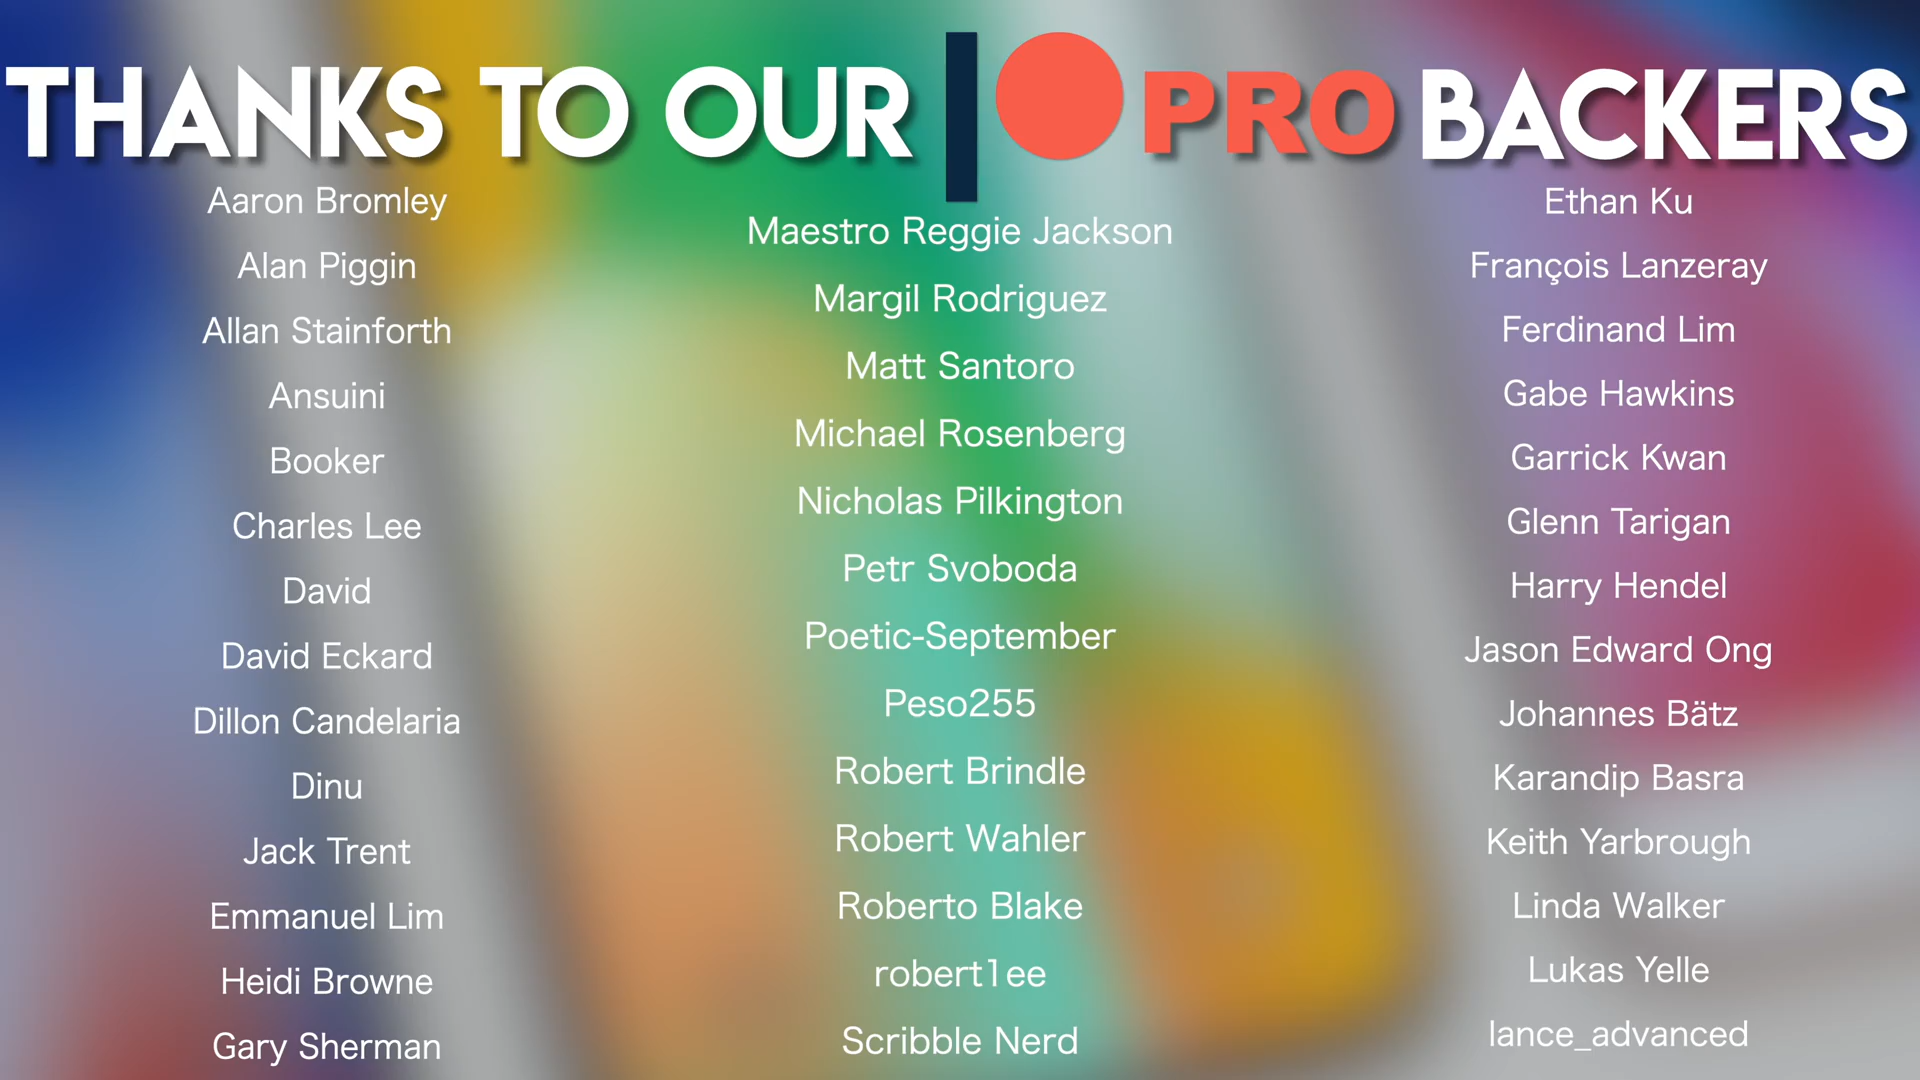 THANKS TO OUR PRO BACKERS
Aaron Bromley
Alan Piggin
Allan Stainforth
Ansuini
Booker
Charles Lee
David
David Eckard
Dillon Candelaria
Dinu
Jack Trent
Emmanuel Lim
Heidi Browne
Gary Sherman
Maestro Reggie Jackson
Margil Rodriguez
Matt Santoro
Michael Rosenberg
Nicholas Pilkington
Petr Svoboda
Poetic-September
Peso255
Robert Brindle
Robert Wahler
Roberto Blake
robert1ee
Scribble Nerd
Ethan Ku
François Lanzeray
Ferdinand Lim
Gabe Hawkins
Garrick Kwan
Glenn Tarigan
Harry Hendel
Jason Edward Ong
Johannes Bätz
Karandip Basra
Keith Yarbrough
Linda Walker
Lukas Yelle
lance_advanced